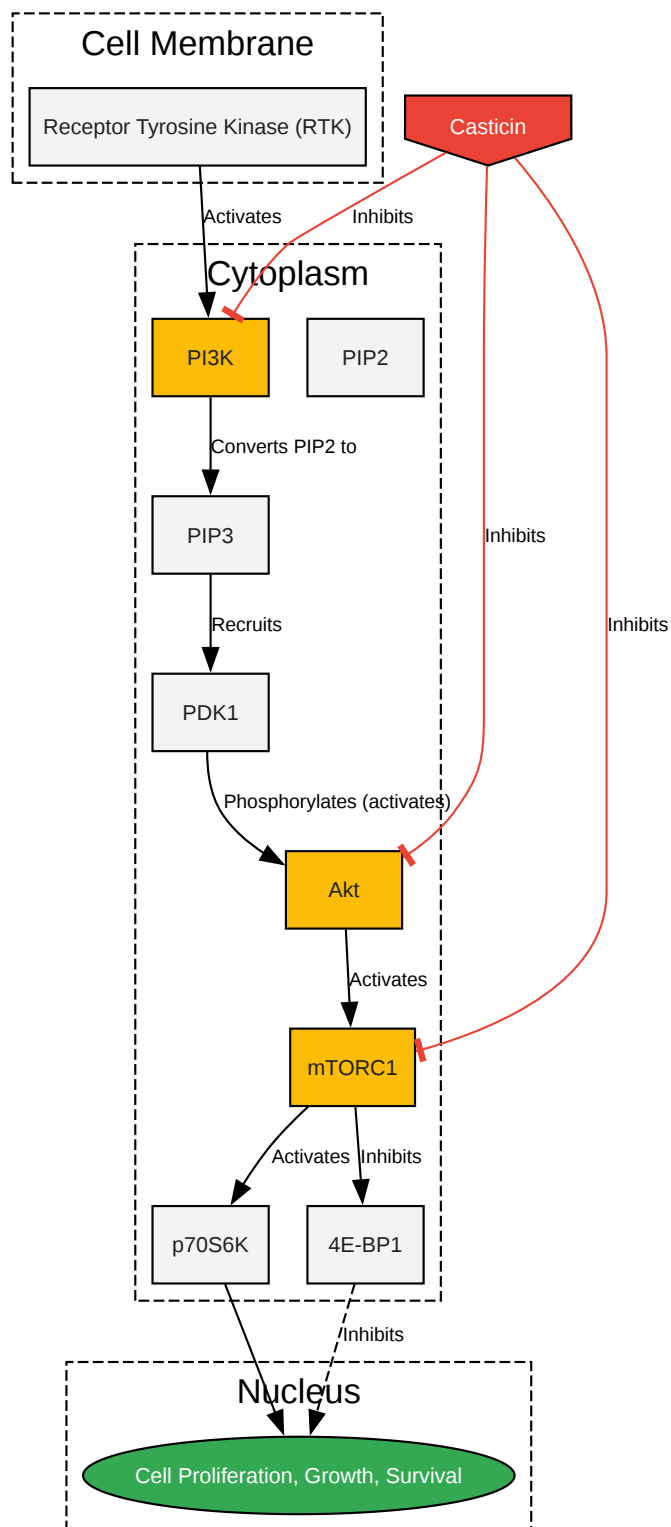 Cell Membrane
Receptor Tyrosine Kinase (RTK)
Casticin
Activates
Inhibits
Cytoplasm
PI3K
PIP2
Converts PIP2 to
PIP3
Inhibits
Recruits
Inhibits
PDK1
Phosphorylates (activates)
Akt
Activates
mTORC1
Activates
Inhibits
p70S6K
4E-BP1
Inhibits
Nucleus
Cell Proliferation, Growth, Survival